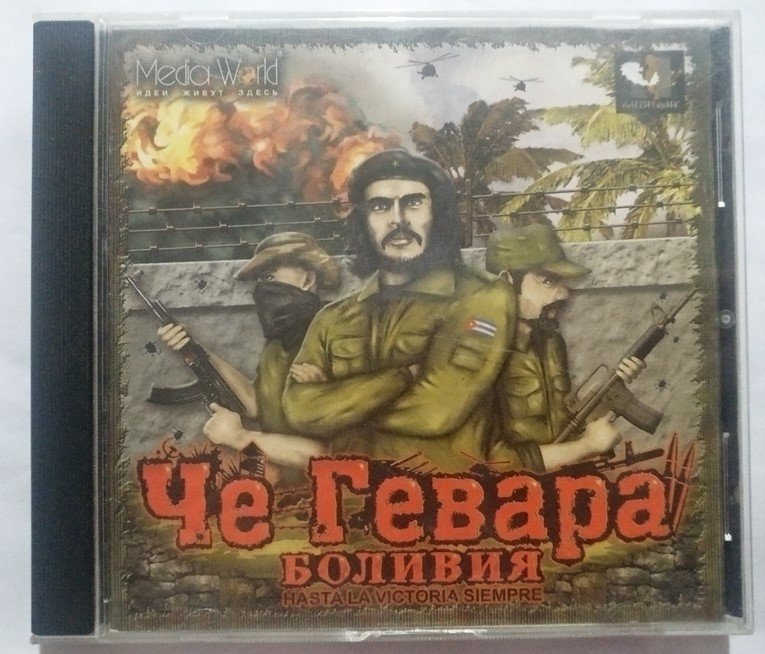 Media-World
ИДЕИ ЖИВУТ ЗДЕСЬ
Че Гевара
БОЛИВИЯ
HASTA LA VICTORIA SIEMPRE